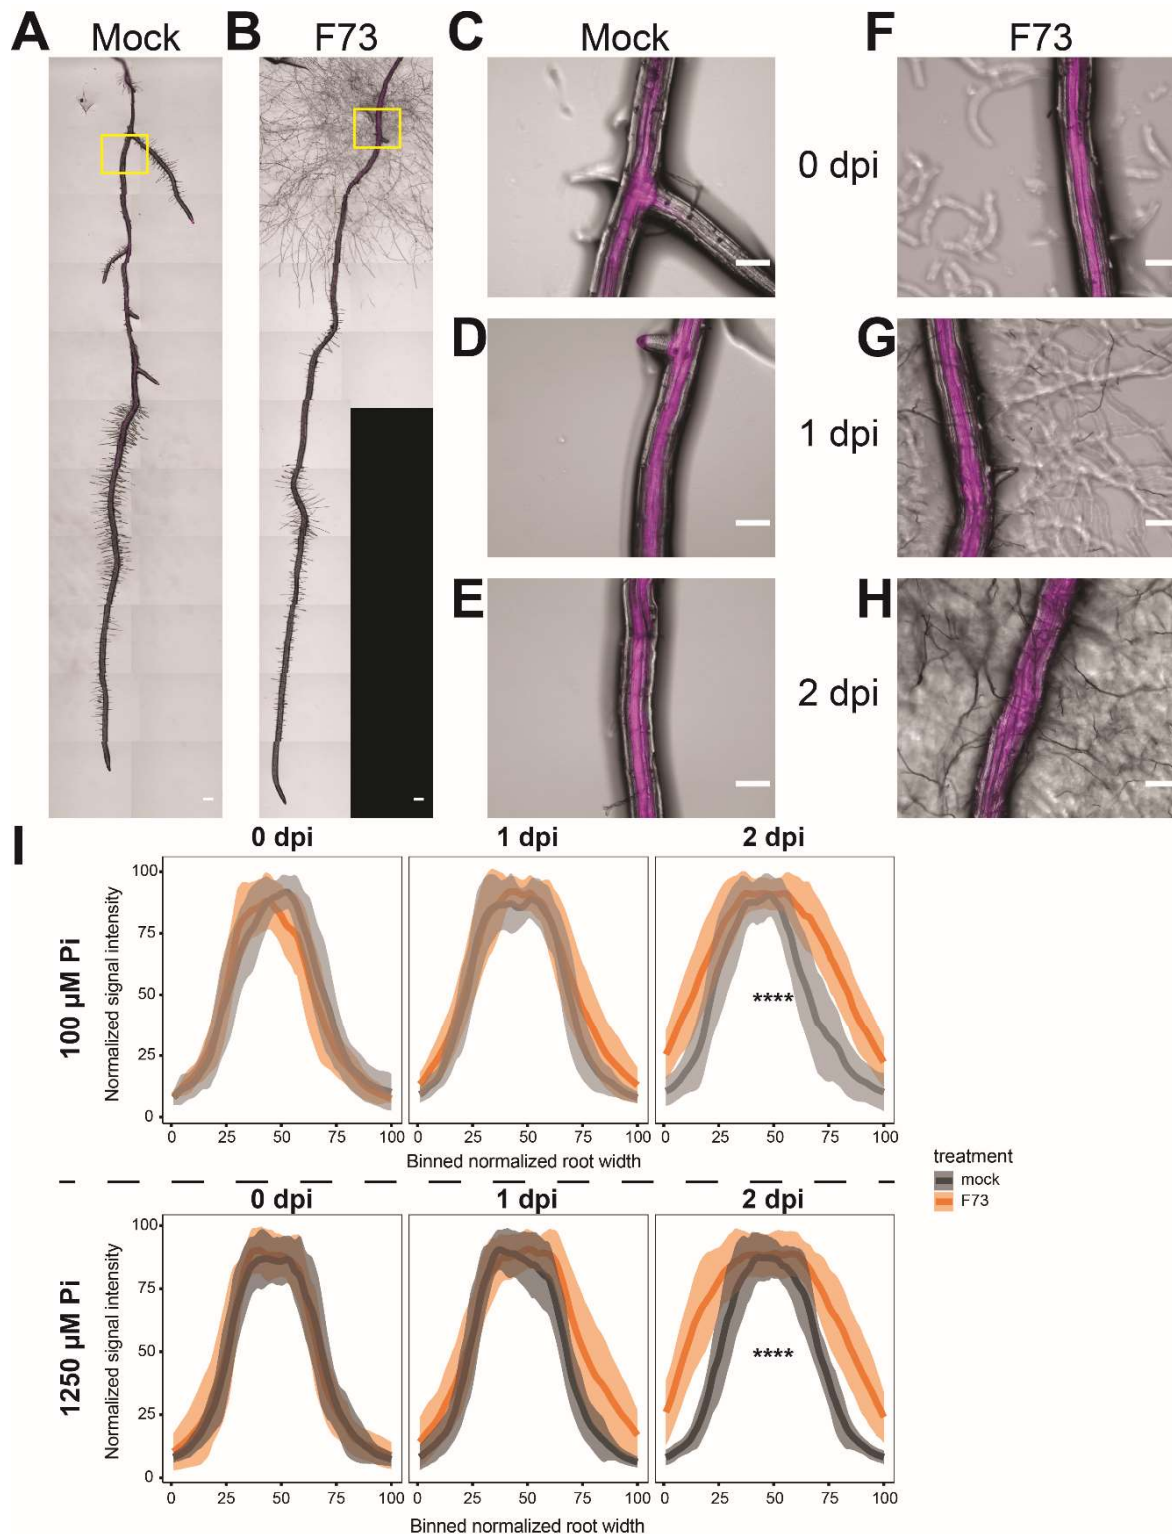 A Mock B F73 C Mock F F73
0 dpi
D G
1 dpi
E H
2 dpi
I 0 dpi 1 dpi 2 dpi
100 µM Pi
Normalized signal intensity
100
75
50
25
0
****
0 25 50 75 100 0 25 50 75 100 0 25 50 75 100
Binned normalized root width
treatment
mock
F73
0 dpi 1 dpi 2 dpi
1250 µM Pi
Normalized signal intensity
100
75
50
25
0
****
0 25 50 75 100 0 25 50 75 100 0 25 50 75 100
Binned normalized root width